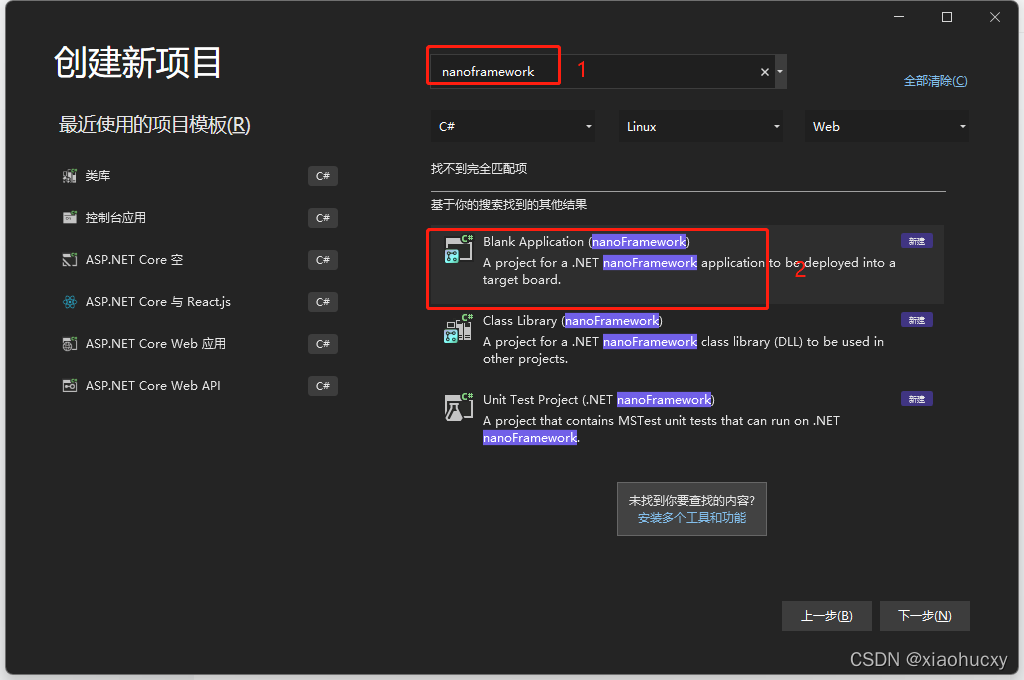 创建新项目
nanoframework
1
全部清除(C)
最近使用的项目模板(R)
C#
Linux
Web
类库
C#
控制台应用
C#
ASP.NET Core 空
C#
ASP.NET Core 与 React.js
C#
ASP.NET Core Web 应用
C#
ASP.NET Core Web API
C#
找不到完全匹配项
基于你的搜索找到的其他结果
Blank Application (nanoFramework)
新建
A project for a .NET nanoFramework application to be deployed into a
target board.
2
Class Library (nanoFramework)
新建
A project for a .NET nanoFramework class library (DLL) to be used in
other projects.
Unit Test Project (.NET nanoFramework)
新建
A project that contains MSTest unit tests that can run on .NET
nanoFramework.
未找到你要查找的内容?
安装多个工具和功能
上一步(B)
下一步(N)
CSDN @xiaohucxy